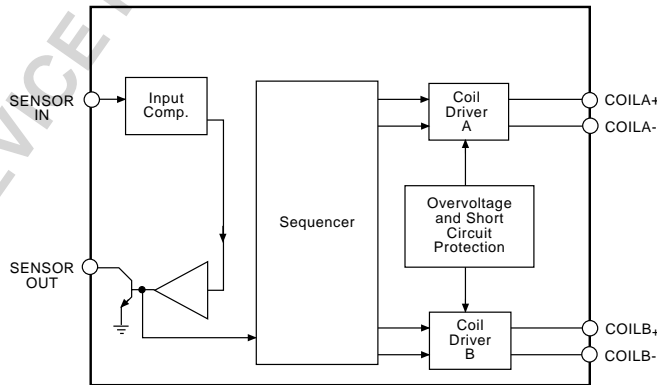 DEVICE
SENSOR
IN
Input
Comp.
Sequencer
Coil
Driver
A
COILA+
COILA-
Overvoltage
and Short
Circuit
Protection
SENSOR
OUT
Coil
Driver
B
COILB+
COILB-